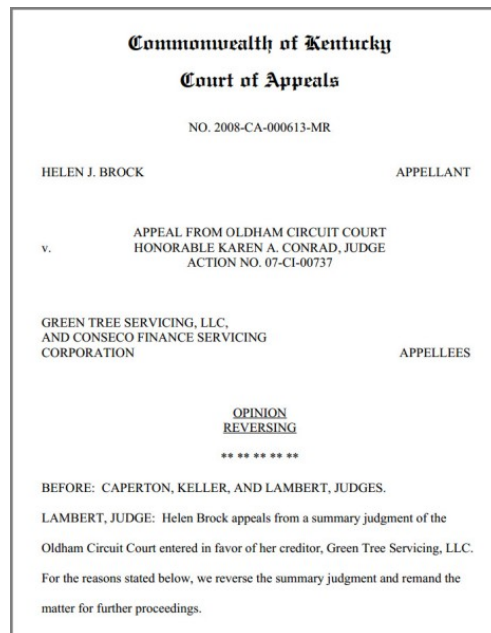 Commonwealth of Kentucky
Court of Appeals
NO. 2008-CA-000613-MR
HELEN J. BROCK APPELLANT
APPEAL FROM OLDHAM CIRCUIT COURT
v. HONORABLE KAREN A. CONRAD, JUDGE
ACTION NO. 07-CI-00737
GREEN TREE SERVICING, LLC,
AND CONSECO FINANCE SERVICING
CORPORATION APPELLEES
OPINION
REVERSING
** ** ** ** **
BEFORE: CAPERTON, KELLER, AND LAMBERT, JUDGES.
LAMBERT, JUDGE: Helen Brock appeals from a summary judgment of the
Oldham Circuit Court entered in favor of her creditor, Green Tree Servicing, LLC.
For the reasons stated below, we reverse the summary judgment and remand the
matter for further proceedings.